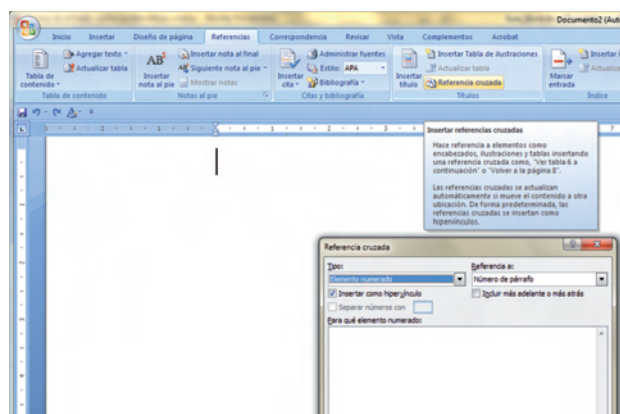 Documento2 (Aut
Inicio Insertar Diseño de página Referencias Correspondencia Revisar Vista Complementos Acrobat
Tabla de contenido
Agregar texto
Actualizar tabla
Tabla de contenido
AB¹
Insertar nota al pie
Insertar nota al final
Siguiente nota al pie
Mostrar notas
Notas al pie
Insertar cita
Administrar fuentes
Estilo: APA
Bibliografía
Citas y bibliografía
Insertar título
Insertar Tabla de ilustraciones
Actualizar tabla
Referencia cruzada
Títulos
Marcar entrada
Insertar í
Actualiza
Índice
Insertar referencias cruzadas
Hace referencia a elementos como
encabezados, ilustraciones y tablas insertando
una referencia cruzada como, "Ver tabla 6 a
continuación" o "Volver a la página 8".
Las referencias cruzadas se actualizan
automáticamente si mueve el contenido a otra
ubicación. De forma predeterminada, las
referencias cruzadas se insertan como
hipervínculos.
Referencia cruzada
Tipo: Referencia a:
Elemento numerado Número de párrafo
Insertar como hipervínculo Incluir más adelante o más atrás
Separar números con
Para qué elemento numerado: